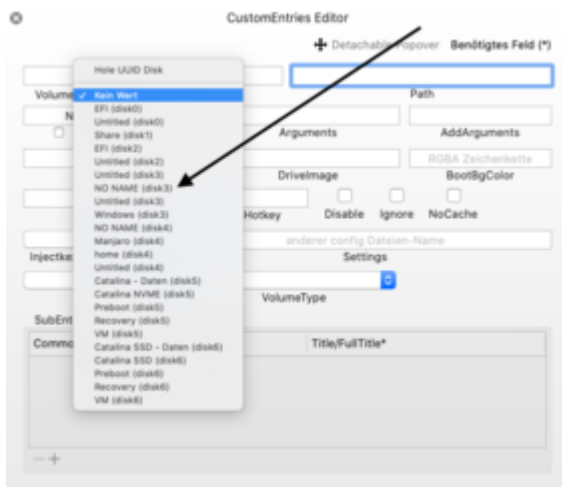 CustomEntries Editor
Detachable Popover Benötigtes Feld (*)
Hole UUID Disk
Volume
✓ Kein Wert
Path
EFI (disk0)
Untitled (disk0)
Share (disk1)
Arguments
AddArguments
EFI (disk2)
Untitled (disk2)
RGBA Zeichenkette
Untitled (disk3)
DriveImage
BootBgColor
NO NAME (disk3)
Untitled (disk3)
Windows (disk3)
Hotkey
Disable
Ignore
NoCache
NO NAME (disk4)
Manjaro (disk4)
anderer config Dateien-Name
home (disk4)
Settings
Untitled (disk4)
Catalina - Daten (disk5)
Catalina NVME (disk5)
VolumeType
Preboot (disk5)
Recovery (disk5)
SubEnt
VM (disk5)
Catalina SSD - Daten (disk6)
Title/FullTitle*
Catalina SSD (disk6)
Preboot (disk6)
Recovery (disk6)
VM (disk6)